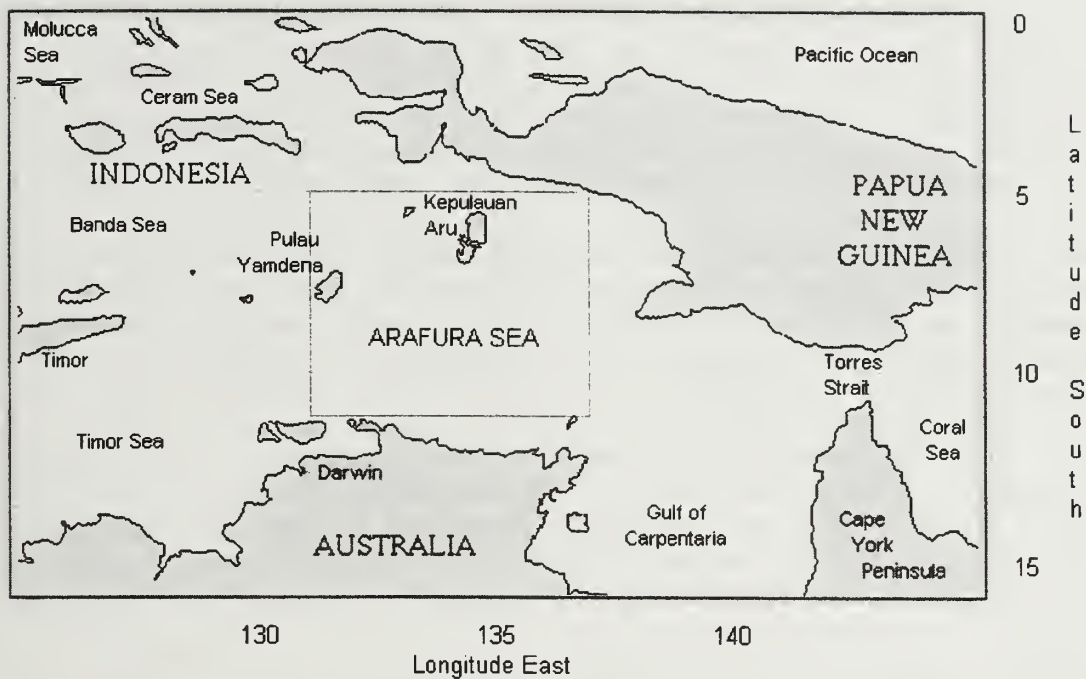 Molucca
Sea
Pacific Ocean
0
Ceram Sea
INDONESIA
Kepulauan
Aru
PAPUA
NEW
GUINEA
5
Banda Sea
Pulau
Yamdena
ARAFURA SEA
Timor
Torres
Strait
10
Timor Sea
Coral
Sea
Darwin
AUSTRALIA
Gulf of
Carpentaria
Cape
York
Peninsula
15
Latitude South
130
135
140
Longitude East